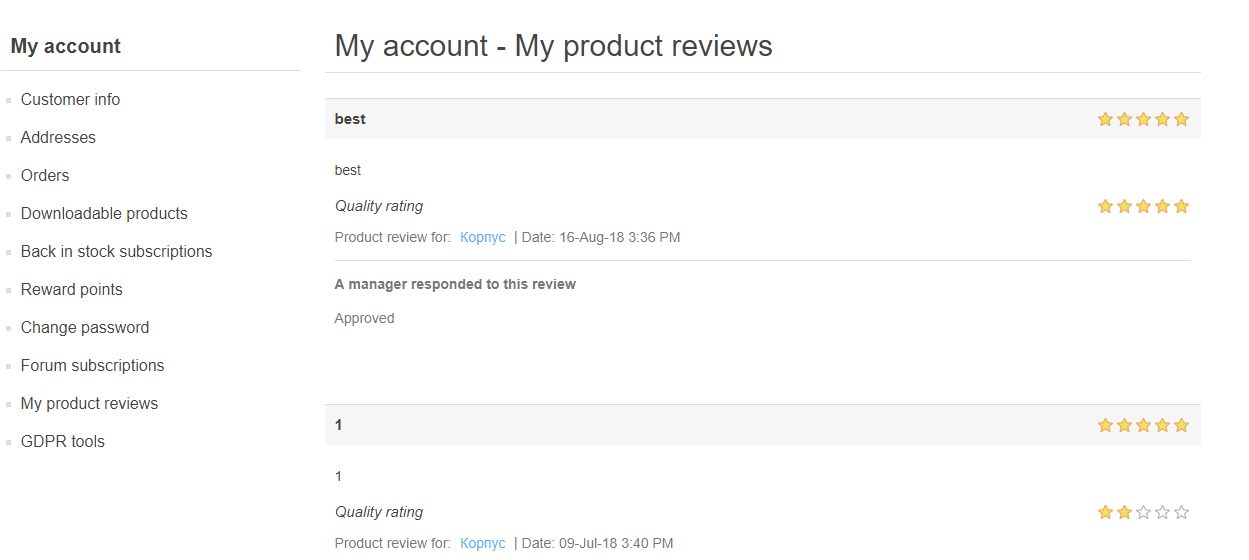 My account
Customer info
Addresses
Orders
Downloadable products
Back in stock subscriptions
Reward points
Change password
Forum subscriptions
My product reviews
GDPR tools
My account - My product reviews
best
best
Quality rating
Product review for: Корпус | Date: 16-Aug-18 3:36 PM
A manager responded to this review
Approved
1
1
Quality rating
Product review for: Корпус | Date: 09-Jul-18 3:40 PM